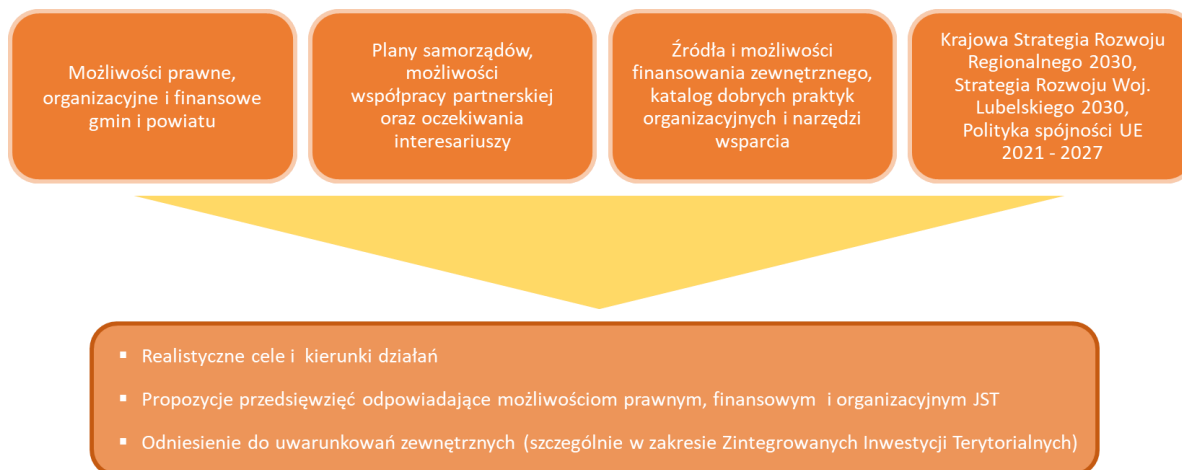 Możliwości prawne,
organizacyjne i finansowe
gmin i powiatu
Plany samorządów,
możliwości
współpracy partnerskiej
oraz oczekiwania
interesariuszy
Źródła i możliwości
finansowania zewnętrznego,
katalog dobrych praktyk
organizacyjnych i narzędzi
wsparcia
Krajowa Strategia Rozwoju
Regionalnego 2030,
Strategia Rozwoju Woj.
Lubelskiego 2030,
Polityka spójności UE
2021 - 2027
▪ Realistyczne cele i kierunki działań
▪ Propozycje przedsięwzięć odpowiadające możliwościom prawnym, finansowym i organizacyjnym JST
▪ Odniesienie do uwarunkowań zewnętrznych (szczególnie w zakresie Zintegrowanych Inwestycji Terytorialnych)